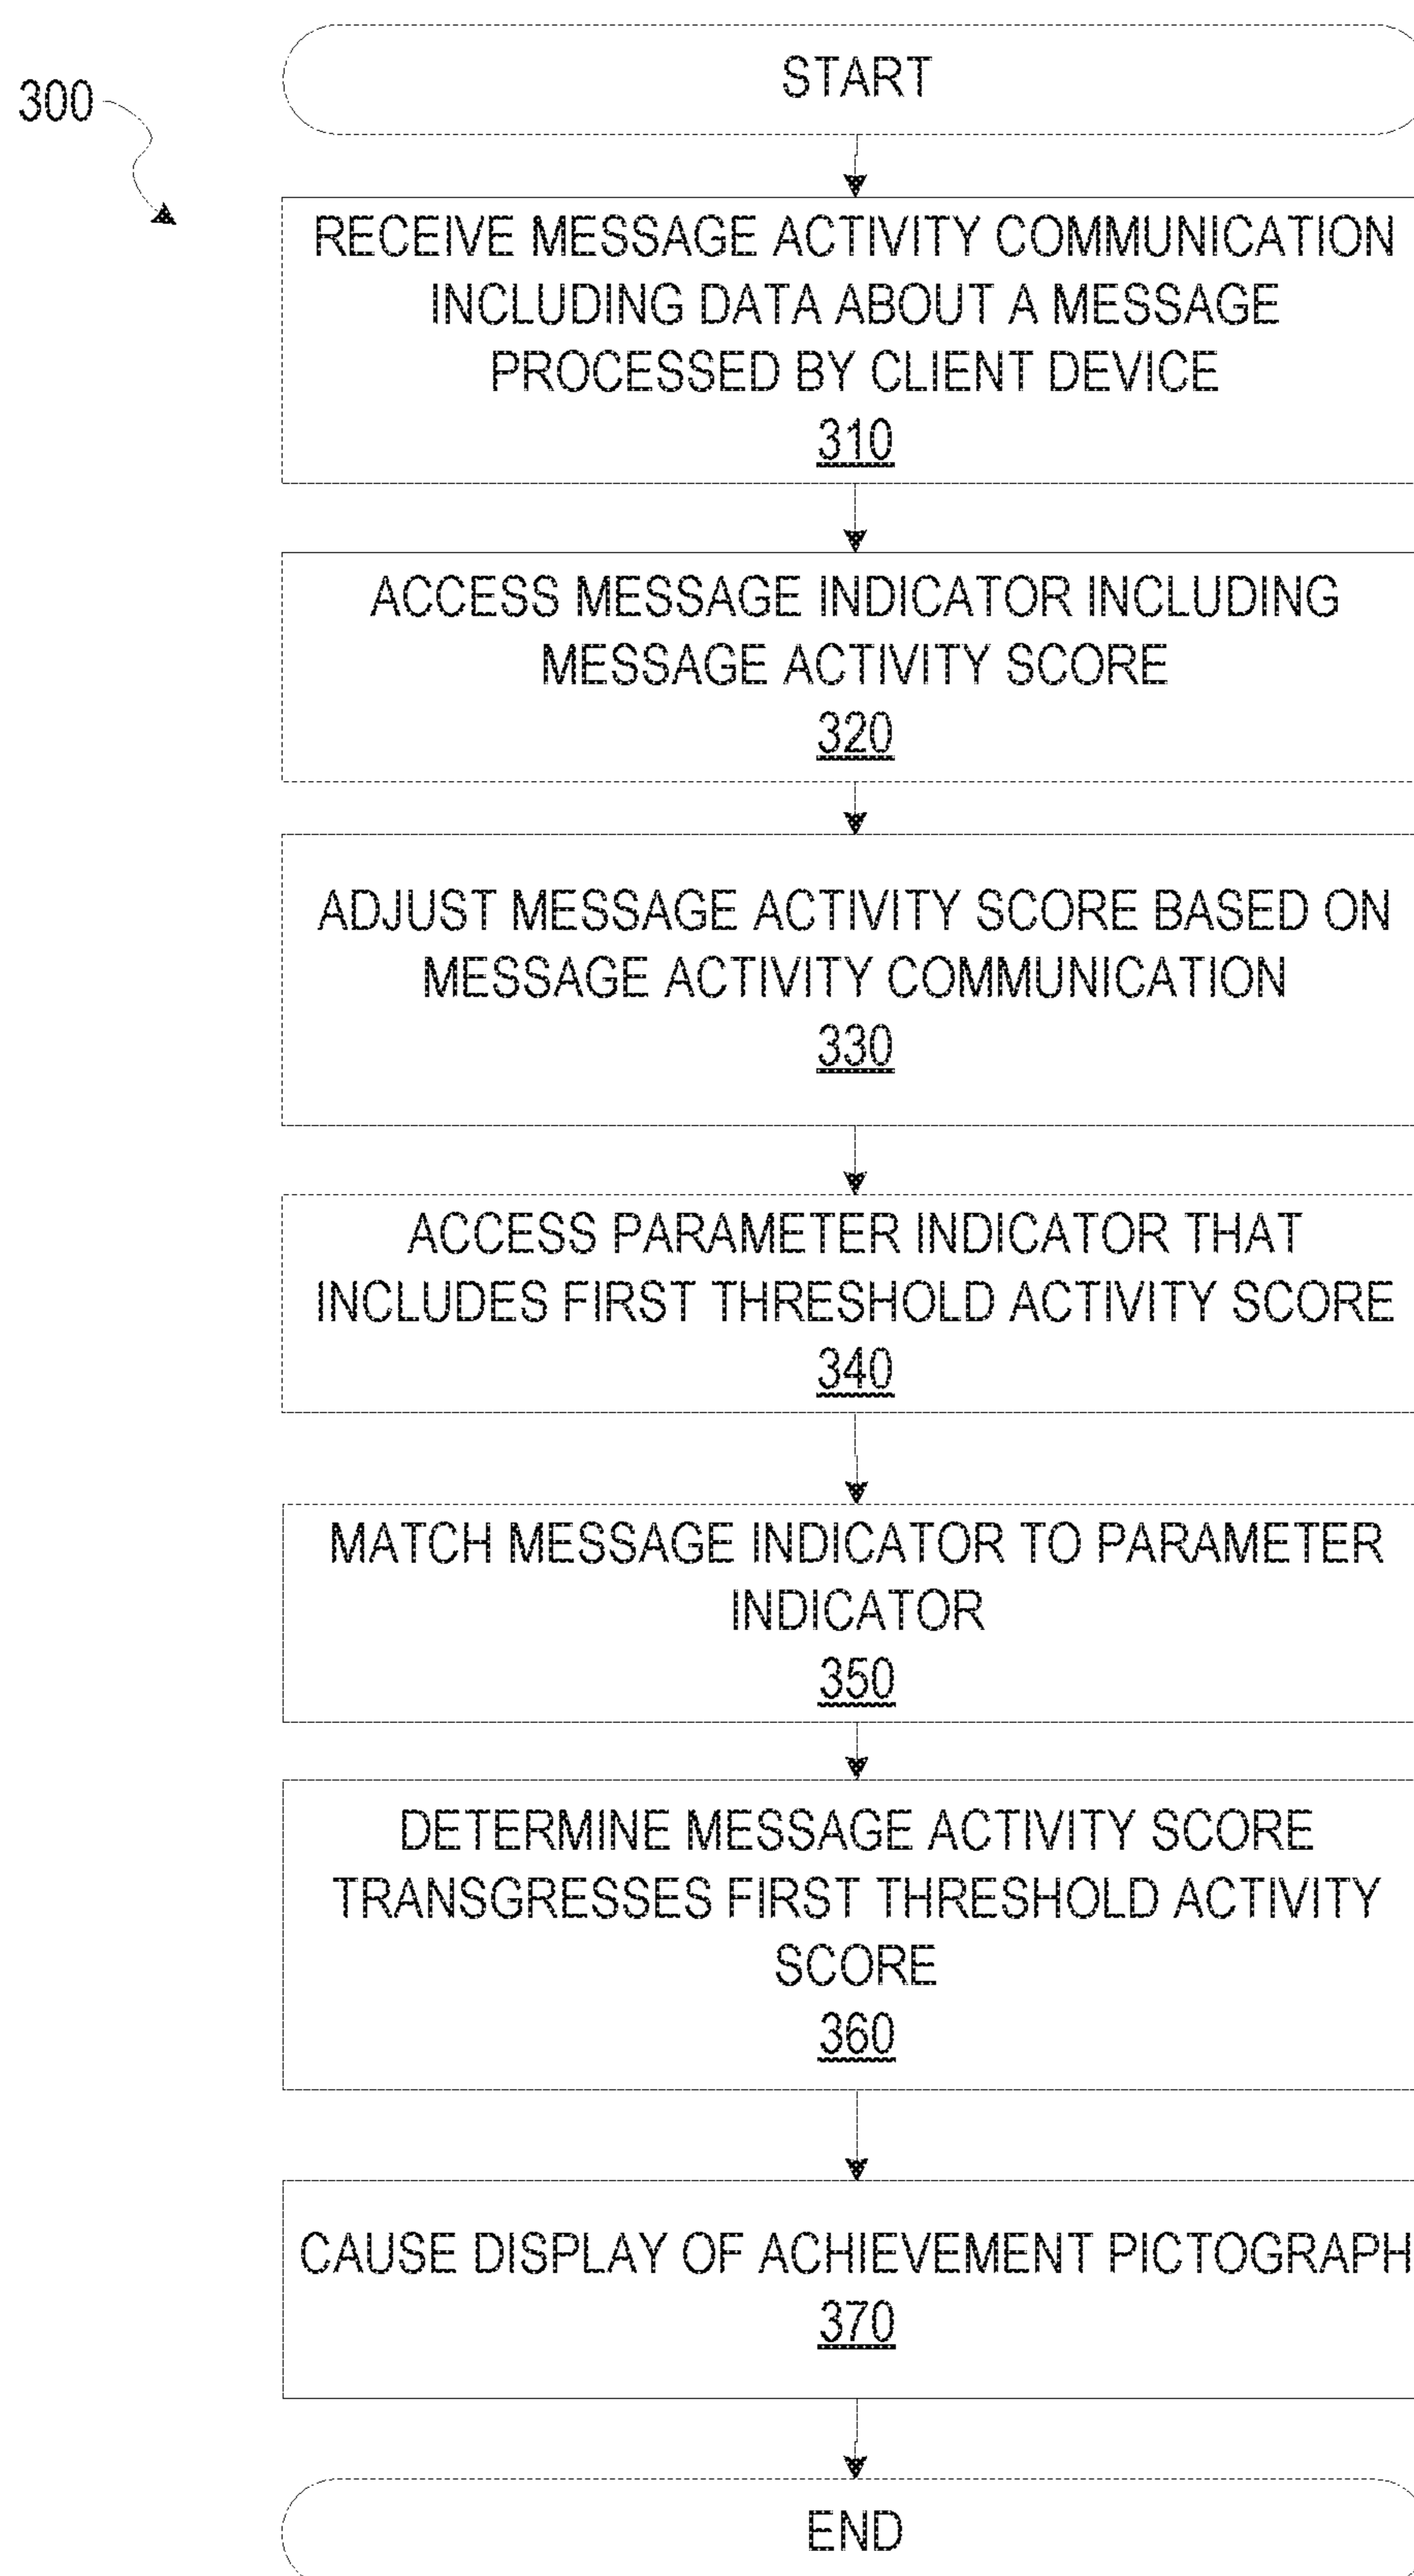 START
300
RECEIVE MESSAGE ACTIVITY COMMUNICATION
INCLUDING DATA ABOUT A MESSAGE
PROCESSED BY CLIENT DEVICE
310
ACCESS MESSAGE INDICATOR INCLUDING
MESSAGE ACTIVITY SCORE
320
ADJUST MESSAGE ACTIVITY SCORE BASED ON
MESSAGE ACTIVITY COMMUNICATION
330
ACCESS PARAMETER INDICATOR THAT
INCLUDES FIRST THRESHOLD ACTIVITY SCORE
340
MATCH MESSAGE INDICATOR TO PARAMETER
INDICATOR
350
DETERMINE MESSAGE ACTIVITY SCORE
TRANSGRESSES FIRST THRESHOLD ACTIVITY
SCORE
360
CAUSE DISPLAY OF ACHIEVEMENT PICTOGRAPH
370
END